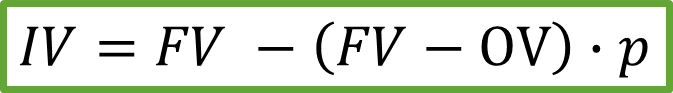 IV = FV − (FV − OV) · p